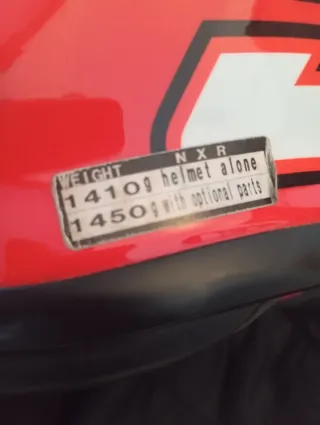 WEIGHT NXR
1410g helmet alone
1450g with optional parts